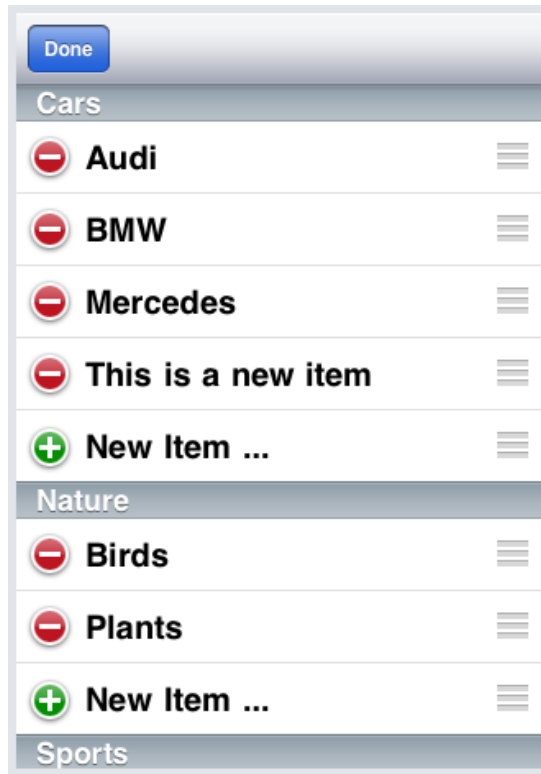 Done
Cars
Audi
BMW
Mercedes
This is a new item
New Item ...
Nature
Birds
Plants
New Item ...
Sports